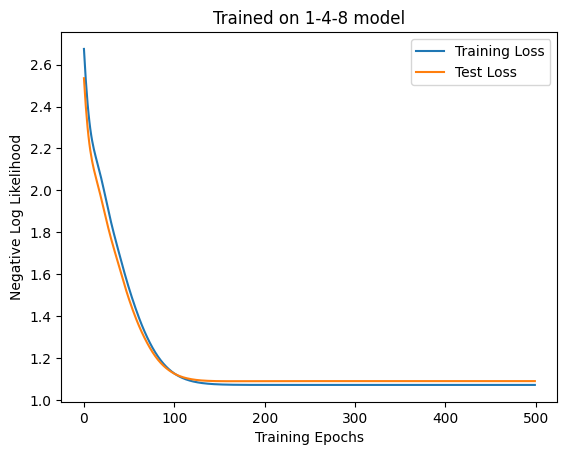 Trained on 1-4-8 model
Training Loss
Test Loss
Negative Log Likelihood
2.6
2.4
2.2
2.0
1.8
1.6
1.4
1.2
1.0
0 100 200 300 400 500
Training Epochs